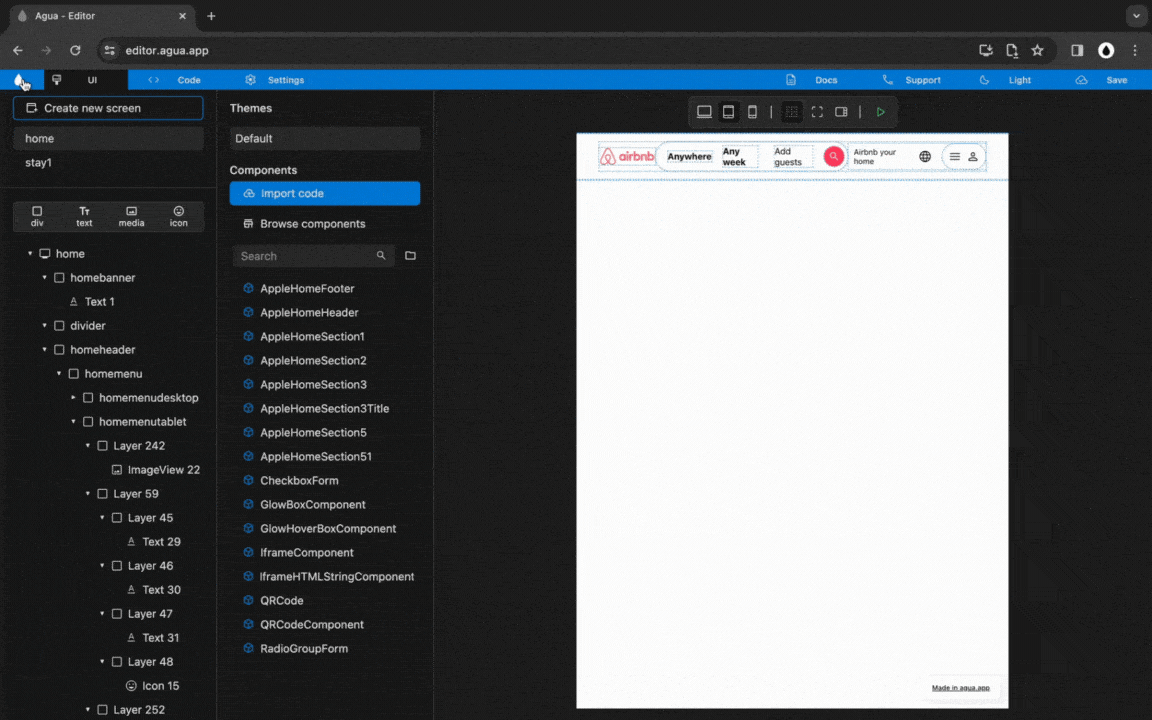 Agua - Editor
editor.agua.app
UI
Code
Settings
Docs
Support
Light
Save
Create new screen
home
stay1
div
text
media
icon
home
homebanner
Text 1
divider
homeheader
homemenu
homemenudesktop
homemenutablet
Layer 242
ImageView 22
Layer 59
Layer 45
Text 29
Layer 46
Text 30
Layer 47
Text 31
Layer 48
Icon 15
Layer 252
Themes
Default
Components
Import code
Browse components
Search
AppleHomeFooter
AppleHomeHeader
AppleHomeSection1
AppleHomeSection2
AppleHomeSection3
AppleHomeSection3Title
AppleHomeSection5
AppleHomeSection51
CheckboxForm
GlowBoxComponent
GlowHoverBoxComponent
IframeComponent
IframeHTMLStringComponent
QRCode
QRCodeComponent
RadioGroupForm
airbnb
Anywhere
Any
week
Add
guests
Airbnb your
home
Made in agua.app